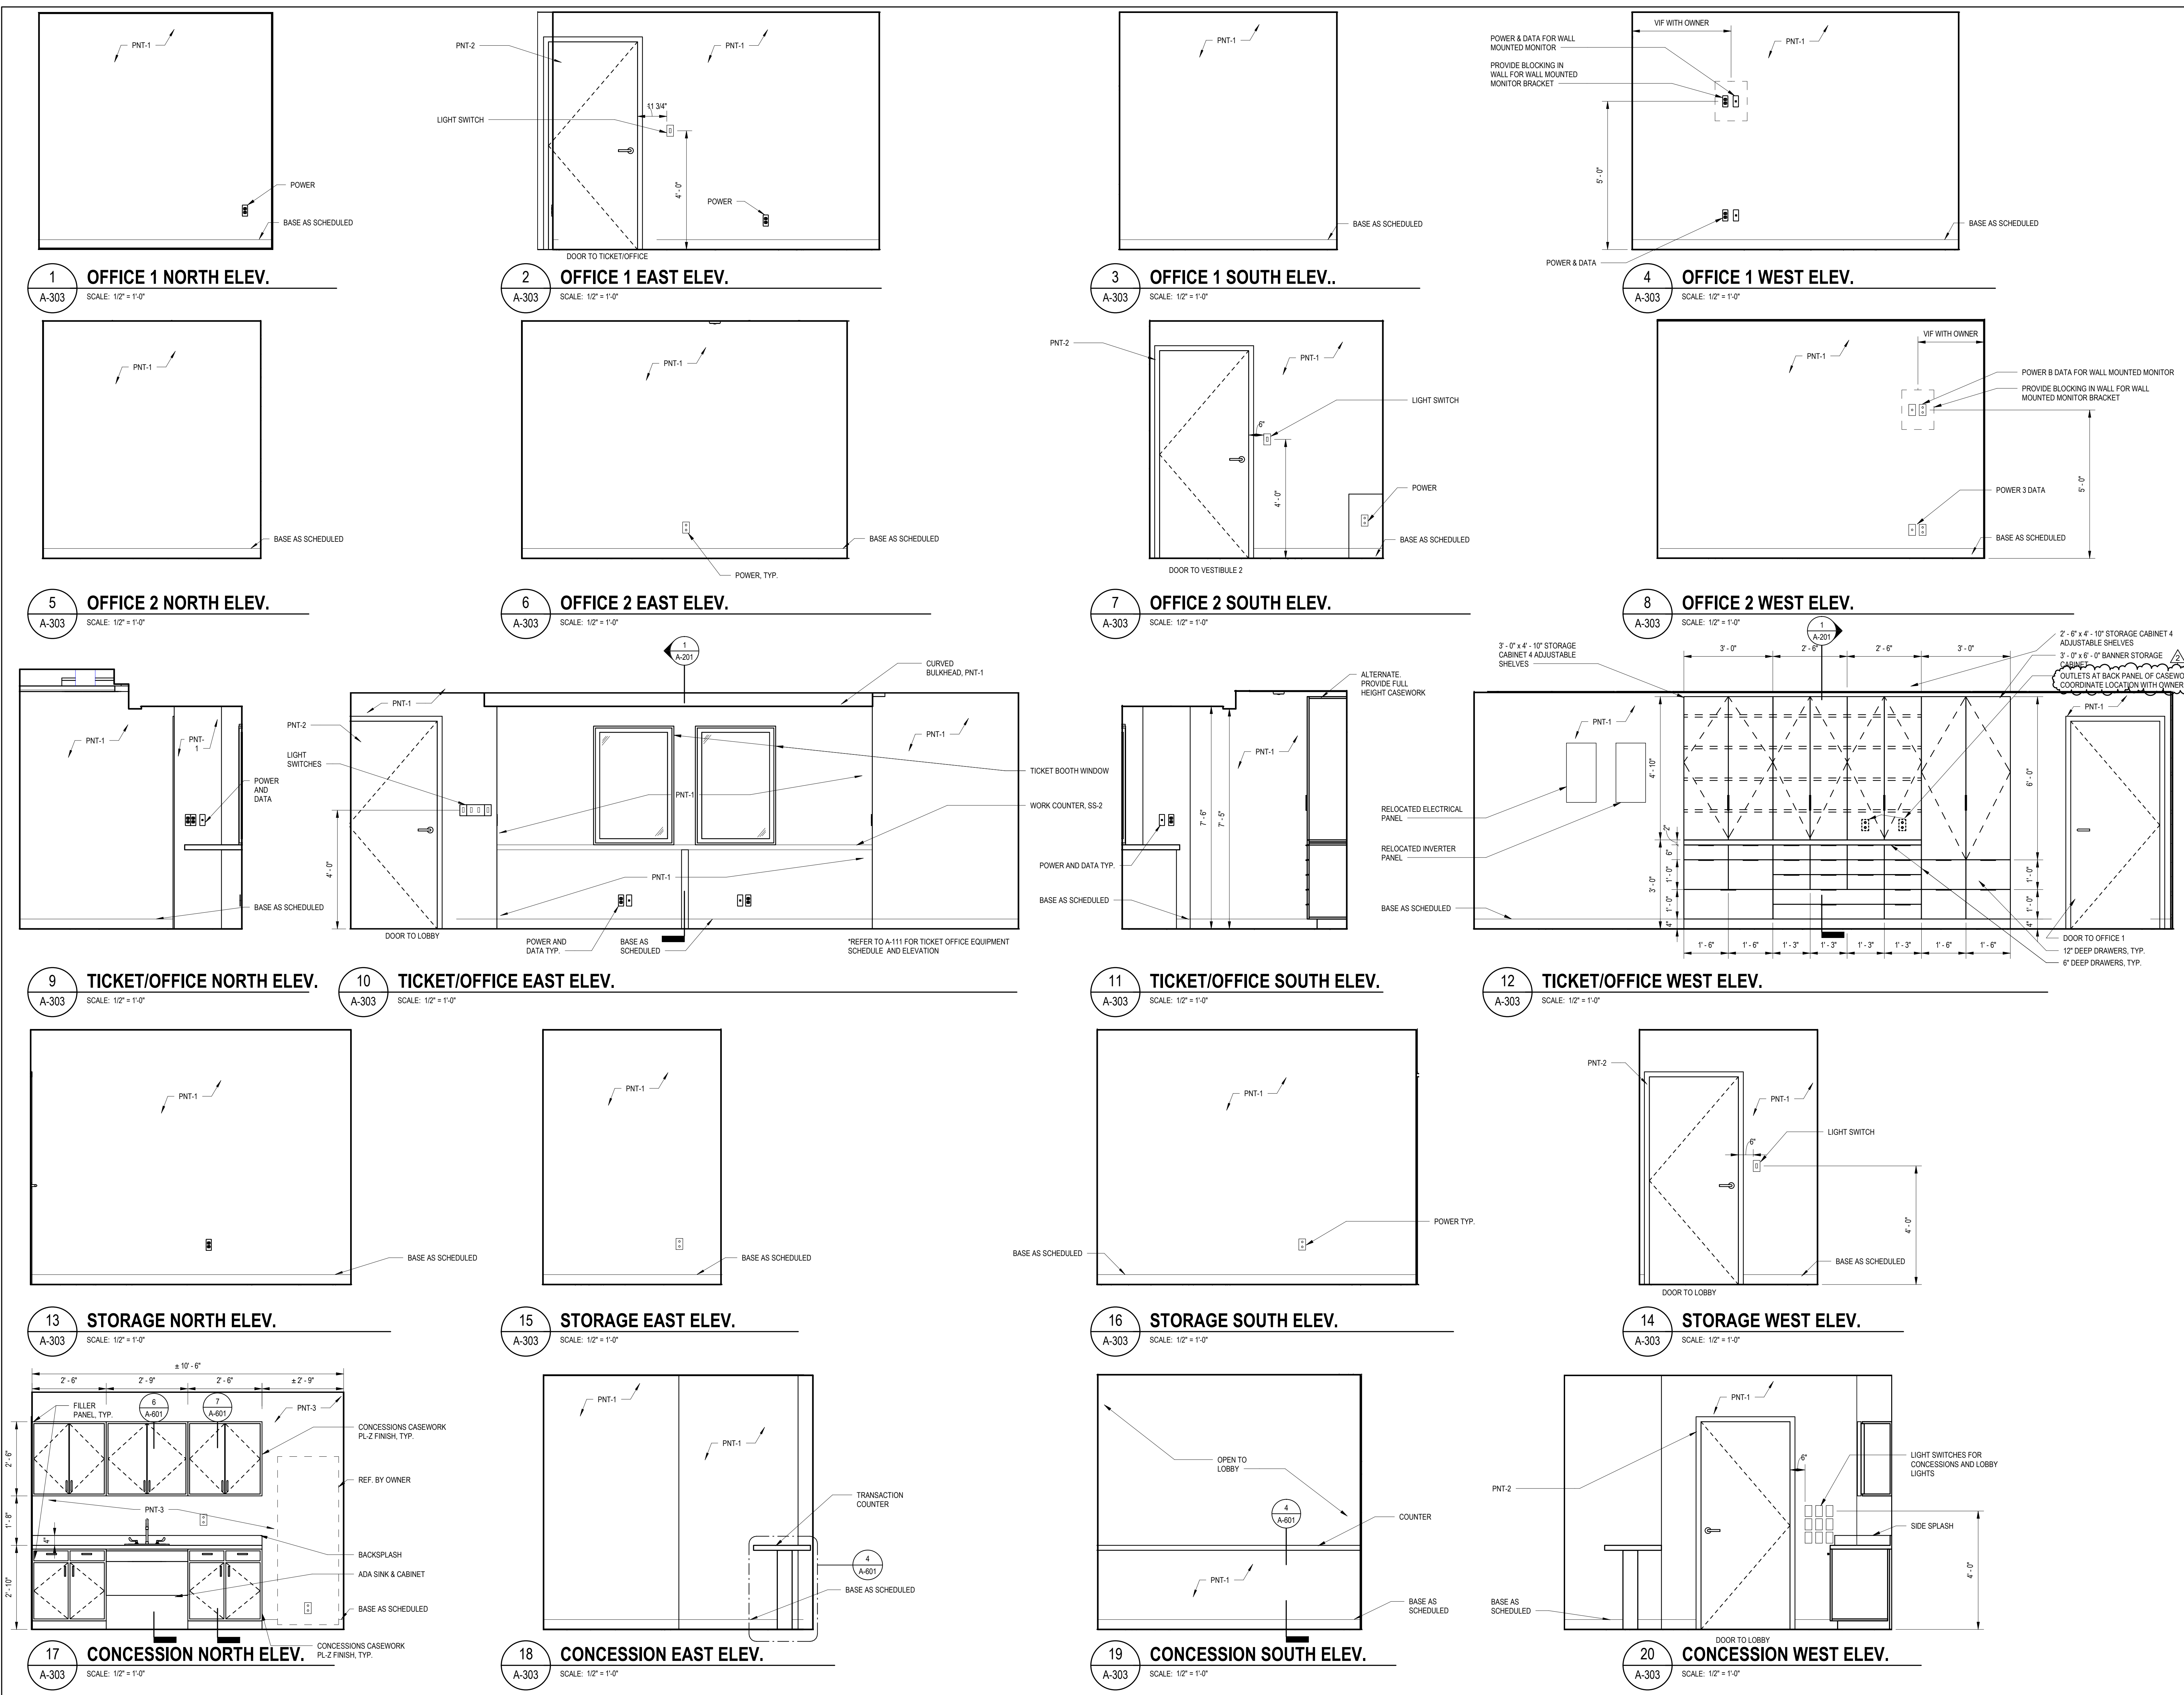 PNT-1
POWER
BASE AS SCHEDULED
1
A-303
OFFICE 1 NORTH ELEV.
SCALE: 1/2" = 1'-0"
PNT-2
PNT-1
11 3/4"
LIGHT SWITCH
4' - 0"
POWER
DOOR TO TICKET/OFFICE
2
A-303
OFFICE 1 EAST ELEV.
SCALE: 1/2" = 1'-0"
PNT-1
BASE AS SCHEDULED
3
A-303
OFFICE 1 SOUTH ELEV..
SCALE: 1/2" = 1'-0"
VIF WITH OWNER
POWER & DATA FOR WALL
MOUNTED MONITOR
PNT-1
PROVIDE BLOCKING IN
WALL FOR WALL MOUNTED
MONITOR BRACKET
5' - 0"
BASE AS SCHEDULED
POWER & DATA
4
A-303
OFFICE 1 WEST ELEV.
SCALE: 1/2" = 1'-0"
PNT-1
BASE AS SCHEDULED
5
A-303
OFFICE 2 NORTH ELEV.
SCALE: 1/2" = 1'-0"
PNT-1
BASE AS SCHEDULED
POWER, TYP.
6
A-303
OFFICE 2 EAST ELEV.
SCALE: 1/2" = 1'-0"
PNT-2
PNT-1
LIGHT SWITCH
6"
4' - 0"
POWER
BASE AS SCHEDULED
DOOR TO VESTIBULE 2
7
A-303
OFFICE 2 SOUTH ELEV.
SCALE: 1/2" = 1'-0"
VIF WITH OWNER
PNT-1
POWER B DATA FOR WALL MOUNTED MONITOR
PROVIDE BLOCKING IN WALL FOR WALL
MOUNTED MONITOR BRACKET
5' - 0"
POWER 3 DATA
BASE AS SCHEDULED
8
A-303
OFFICE 2 WEST ELEV.
SCALE: 1/2" = 1'-0"
PNT-1
PNT-
1
POWER
AND
DATA
BASE AS SCHEDULED
9
A-303
TICKET/OFFICE NORTH ELEV.
SCALE: 1/2" = 1'-0"
1
A-201
CURVED
BULKHEAD, PNT-1
PNT-1
PNT-2
LIGHT
SWITCHES
PNT-1
TICKET BOOTH WINDOW
PNT-1
WORK COUNTER, SS-2
4' - 0"
PNT-1
DOOR TO LOBBY
POWER AND
DATA TYP.
BASE AS
SCHEDULED
*REFER TO A-111 FOR TICKET OFFICE EQUIPMENT
SCHEDULE AND ELEVATION
10
A-303
TICKET/OFFICE EAST ELEV.
SCALE: 1/2" = 1'-0"
ALTERNATE.
PROVIDE FULL
HEIGHT CASEWORK
PNT-1
7' - 6"
7' - 5"
POWER AND DATA TYP.
BASE AS SCHEDULED
11
A-303
TICKET/OFFICE SOUTH ELEV.
SCALE: 1/2" = 1'-0"
1
A-201
3' - 0" x 4' - 10" STORAGE
CABINET 4 ADJUSTABLE
SHELVES
3' - 0"
2' - 6"
2' - 6"
3' - 0"
2' - 6" x 4' - 10" STORAGE CABINET 4
ADJUSTABLE SHELVES
3' - 0" x 6' - 0" BANNER STORAGE
CABINET
2
OUTLETS AT BACK PANEL OF CASEWO
COORDINATE LOCATION WITH OWNER
PNT-1
PNT-1
4' - 10"
6' - 0"
RELOCATED ELECTRICAL
PANEL
RELOCATED INVERTER
PANEL
2"
6"
1' - 0"
1' - 0"
4"
3' - 0"
1' - 0"
1' - 0"
4"
BASE AS SCHEDULED
1' - 6"
1' - 6"
1' - 3"
1' - 3"
1' - 3"
1' - 3"
1' - 6"
1' - 6"
DOOR TO OFFICE 1
12" DEEP DRAWERS, TYP.
6" DEEP DRAWERS, TYP.
12
A-303
TICKET/OFFICE WEST ELEV.
SCALE: 1/2" = 1'-0"
PNT-1
BASE AS SCHEDULED
13
A-303
STORAGE NORTH ELEV.
SCALE: 1/2" = 1'-0"
PNT-1
BASE AS SCHEDULED
15
A-303
STORAGE EAST ELEV.
SCALE: 1/2" = 1'-0"
PNT-1
POWER TYP.
BASE AS SCHEDULED
16
A-303
STORAGE SOUTH ELEV.
SCALE: 1/2" = 1'-0"
PNT-2
PNT-1
LIGHT SWITCH
6"
4' - 0"
BASE AS SCHEDULED
DOOR TO LOBBY
14
A-303
STORAGE WEST ELEV.
SCALE: 1/2" = 1'-0"
± 10' - 6"
2' - 6"
2' - 9"
2' - 6"
± 2' - 9"
FILLER
PANEL, TYP.
6
A-601
7
A-601
PNT-3
CONCESSIONS CASEWORK
PL-Z FINISH, TYP.
2' - 6"
REF. BY OWNER
PNT-3
1' - 8"
4"
BACKSPLASH
ADA SINK & CABINET
2' - 10"
BASE AS SCHEDULED
CONCESSIONS CASEWORK
PL-Z FINISH, TYP.
17
A-303
CONCESSION NORTH ELEV.
SCALE: 1/2" = 1'-0"
PNT-1
PNT-1
TRANSACTION
COUNTER
4
A-601
BASE AS SCHEDULED
18
A-303
CONCESSION EAST ELEV.
SCALE: 1/2" = 1'-0"
OPEN TO
LOBBY
4
A-601
COUNTER
PNT-1
BASE AS
SCHEDULED
19
A-303
CONCESSION SOUTH ELEV.
SCALE: 1/2" = 1'-0"
PNT-1
PNT-2
6"
LIGHT SWITCHES FOR
CONCESSIONS AND LOBBY
LIGHTS
SIDE SPLASH
4' - 0"
BASE AS
SCHEDULED
DOOR TO LOBBY
20
A-303
CONCESSION WEST ELEV.
SCALE: 1/2" = 1'-0"